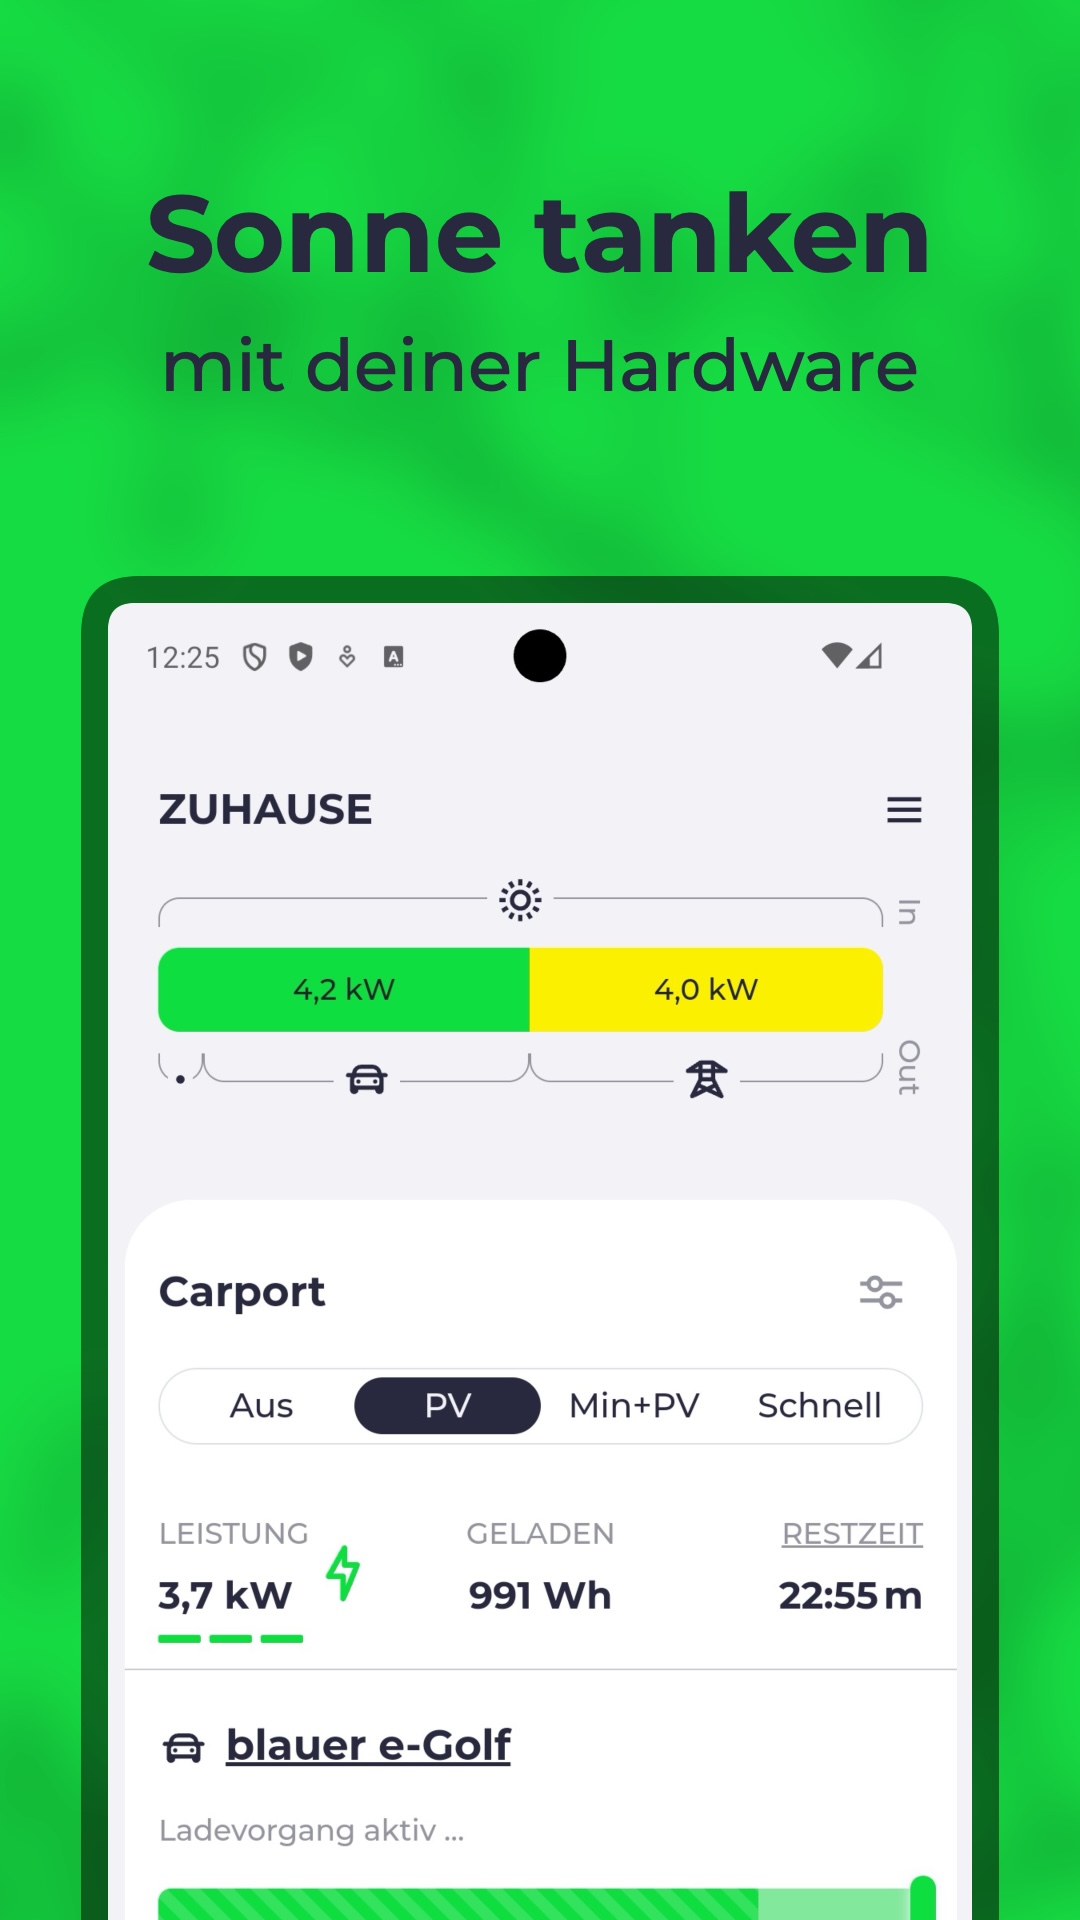 Sonne tanken
mit deiner Hardware
12:25
A
ZUHAUSE
In
4,2 kW 4,0 kW
Out
Carport
Aus PV Min+PV Schnell
LEISTUNG GELADEN RESTZEIT
3,7 kW 991 Wh 22:55 m
blauer e-Golf
Ladevorgang aktiv ...